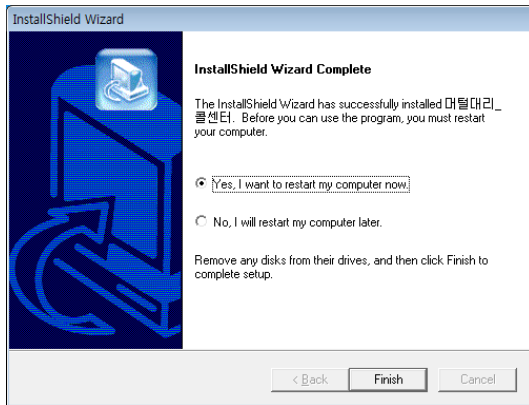 InstallShield Wizard
InstallShield Wizard Complete
The InstallShield Wizard has successfully installed 머털대리_
콜센터. Before you can use the program, you must restart
your computer.
Yes, I want to restart my computer now.
No, I will restart my computer later.
Remove any disks from their drives, and then click Finish to
complete setup.
< Back
Finish
Cancel